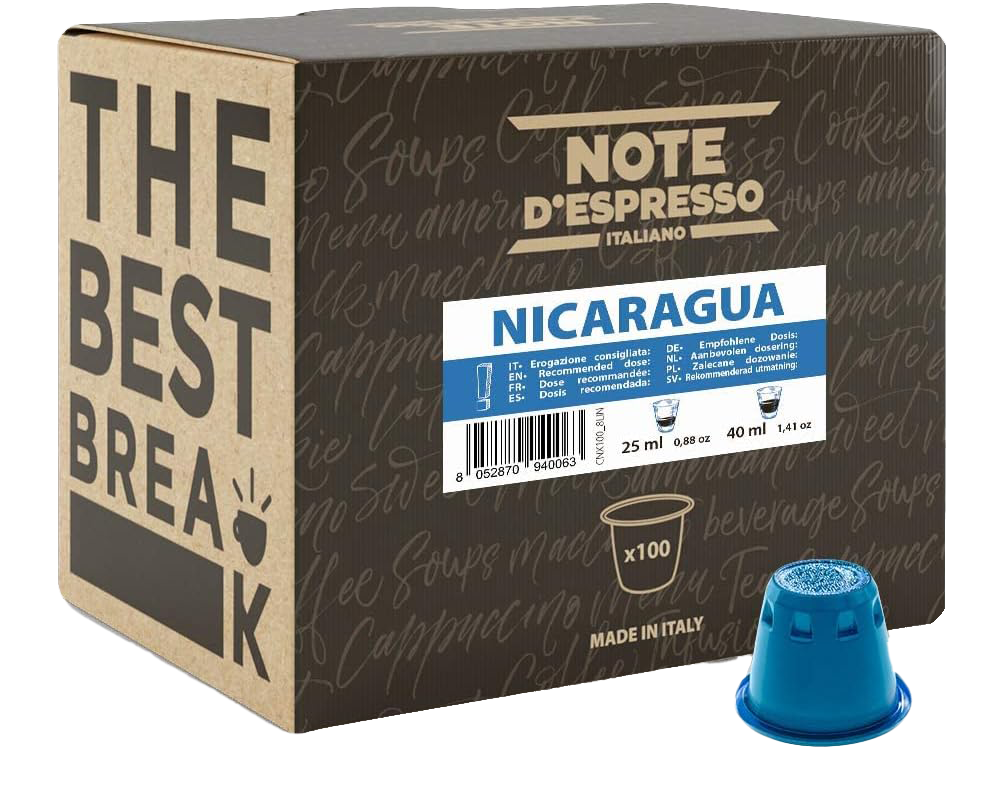 THE
BEST
BREA
K
NOTE
D'ESPRESSO
ITALIANO
NICARAGUA
IT• Erogazione consigliata:
EN• Recommended dose:
FR• Dose recommandée:
ES• Dosis recomendada:
DE• Empfohlene Dosis:
NL• Aanbevolen dosering:
PL• Zalecane dozowanie:
SV• Rekommenderad utmatning:
8 052870 940063
CNX100_8UN
25 ml 0,88 oz
40 ml 1,41 oz
x100
MADE IN ITALY